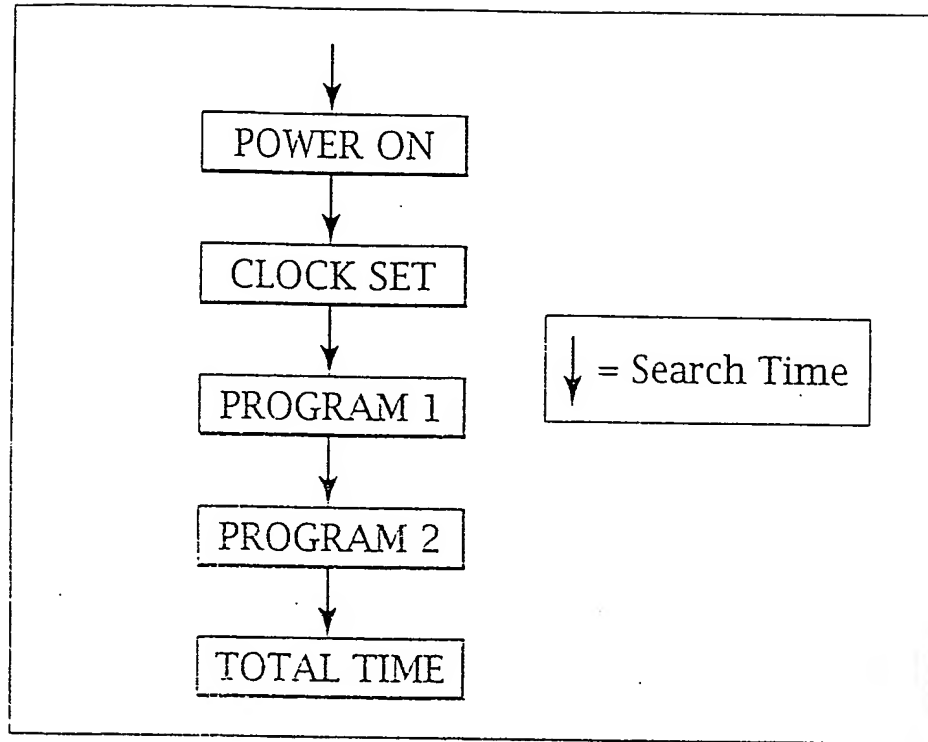 POWER ON
CLOCK SET
PROGRAM 1
= Search Time
PROGRAM 2
TOTAL TIME